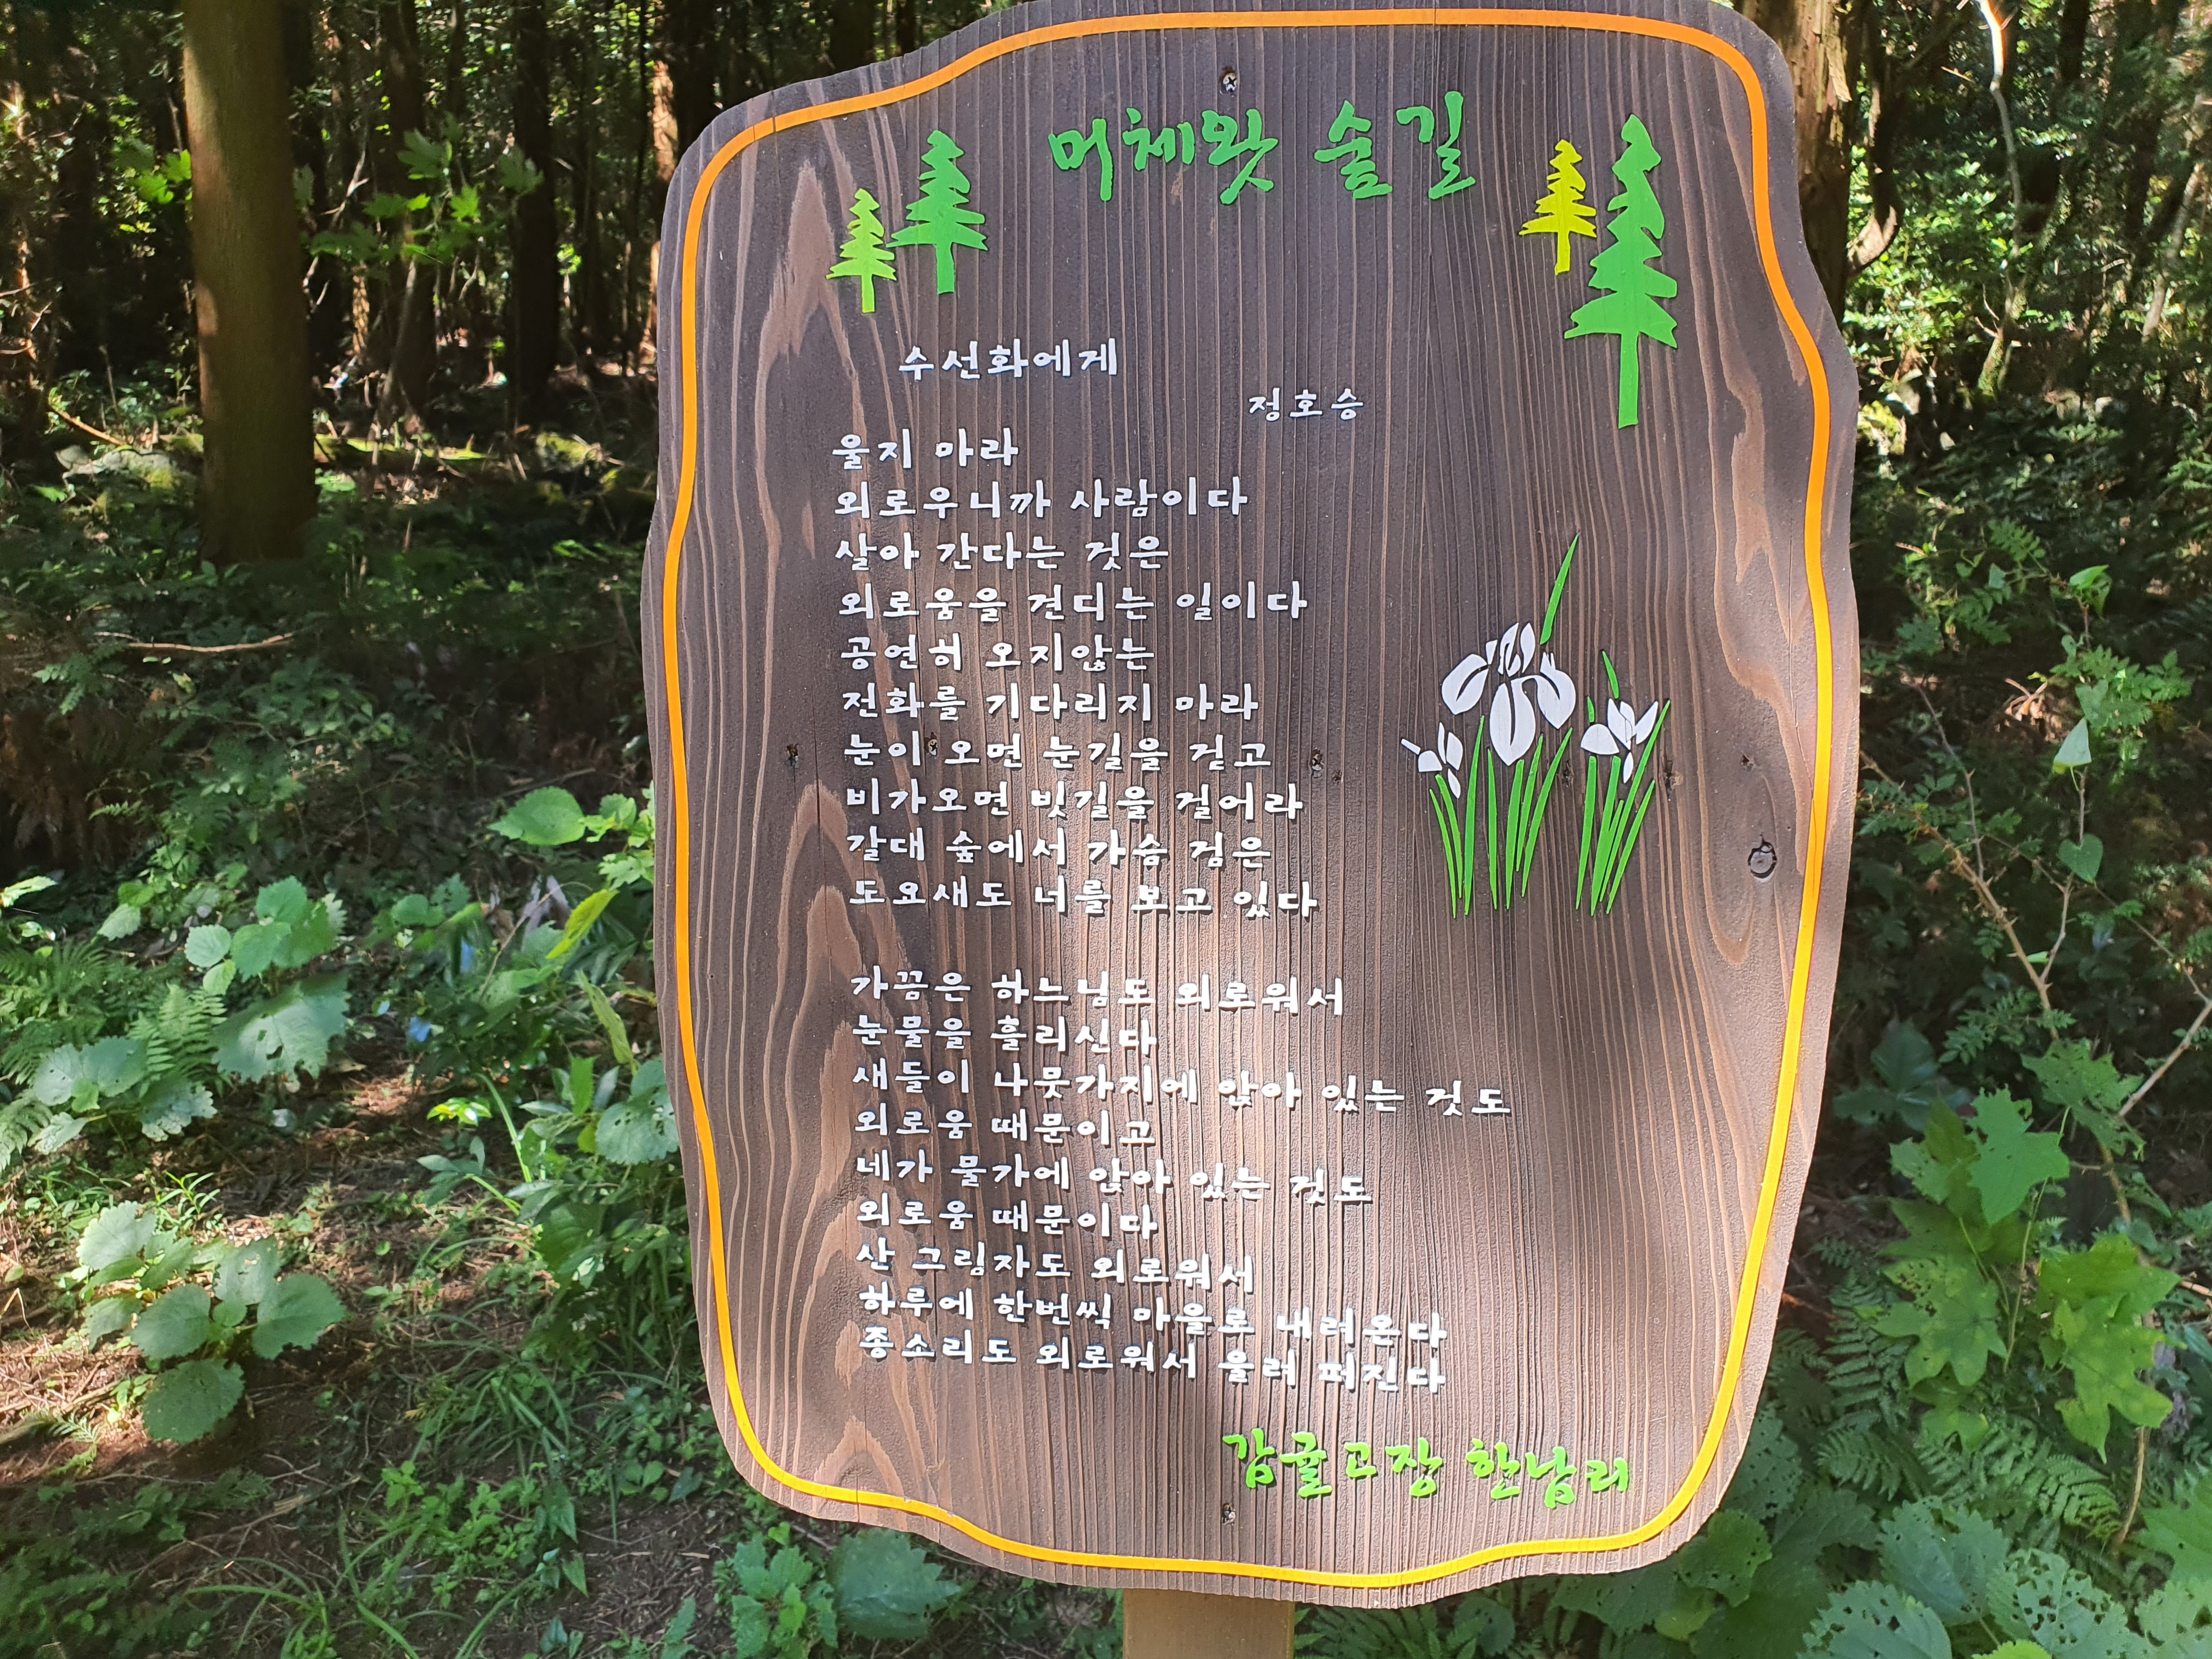 머체왓 숲길
수선화에게
정호승
울지 마라
외로우니까 사람이다
살아 간다는 것은
외로움을 견디는 일이다
공연히 오지않는
전화를 기다리지 마라
눈이 오면 눈길을 걷고
비가오면 빗길을 걸어라
갈대 숲에서 가슴 검은
도요새도 너를 보고 있다
가끔은 하느님도 외로워서
눈물을 흘리신다
새들이 나뭇가지에 앉아 있는 것도
외로움 때문이고
네가 물가에 앉아 있는 것도
외로움 때문이다
산 그림자도 외로워서
하루에 한번씩 마을로 내려온다
종소리도 외로워서 울려 퍼진다
감귤고장 한남리